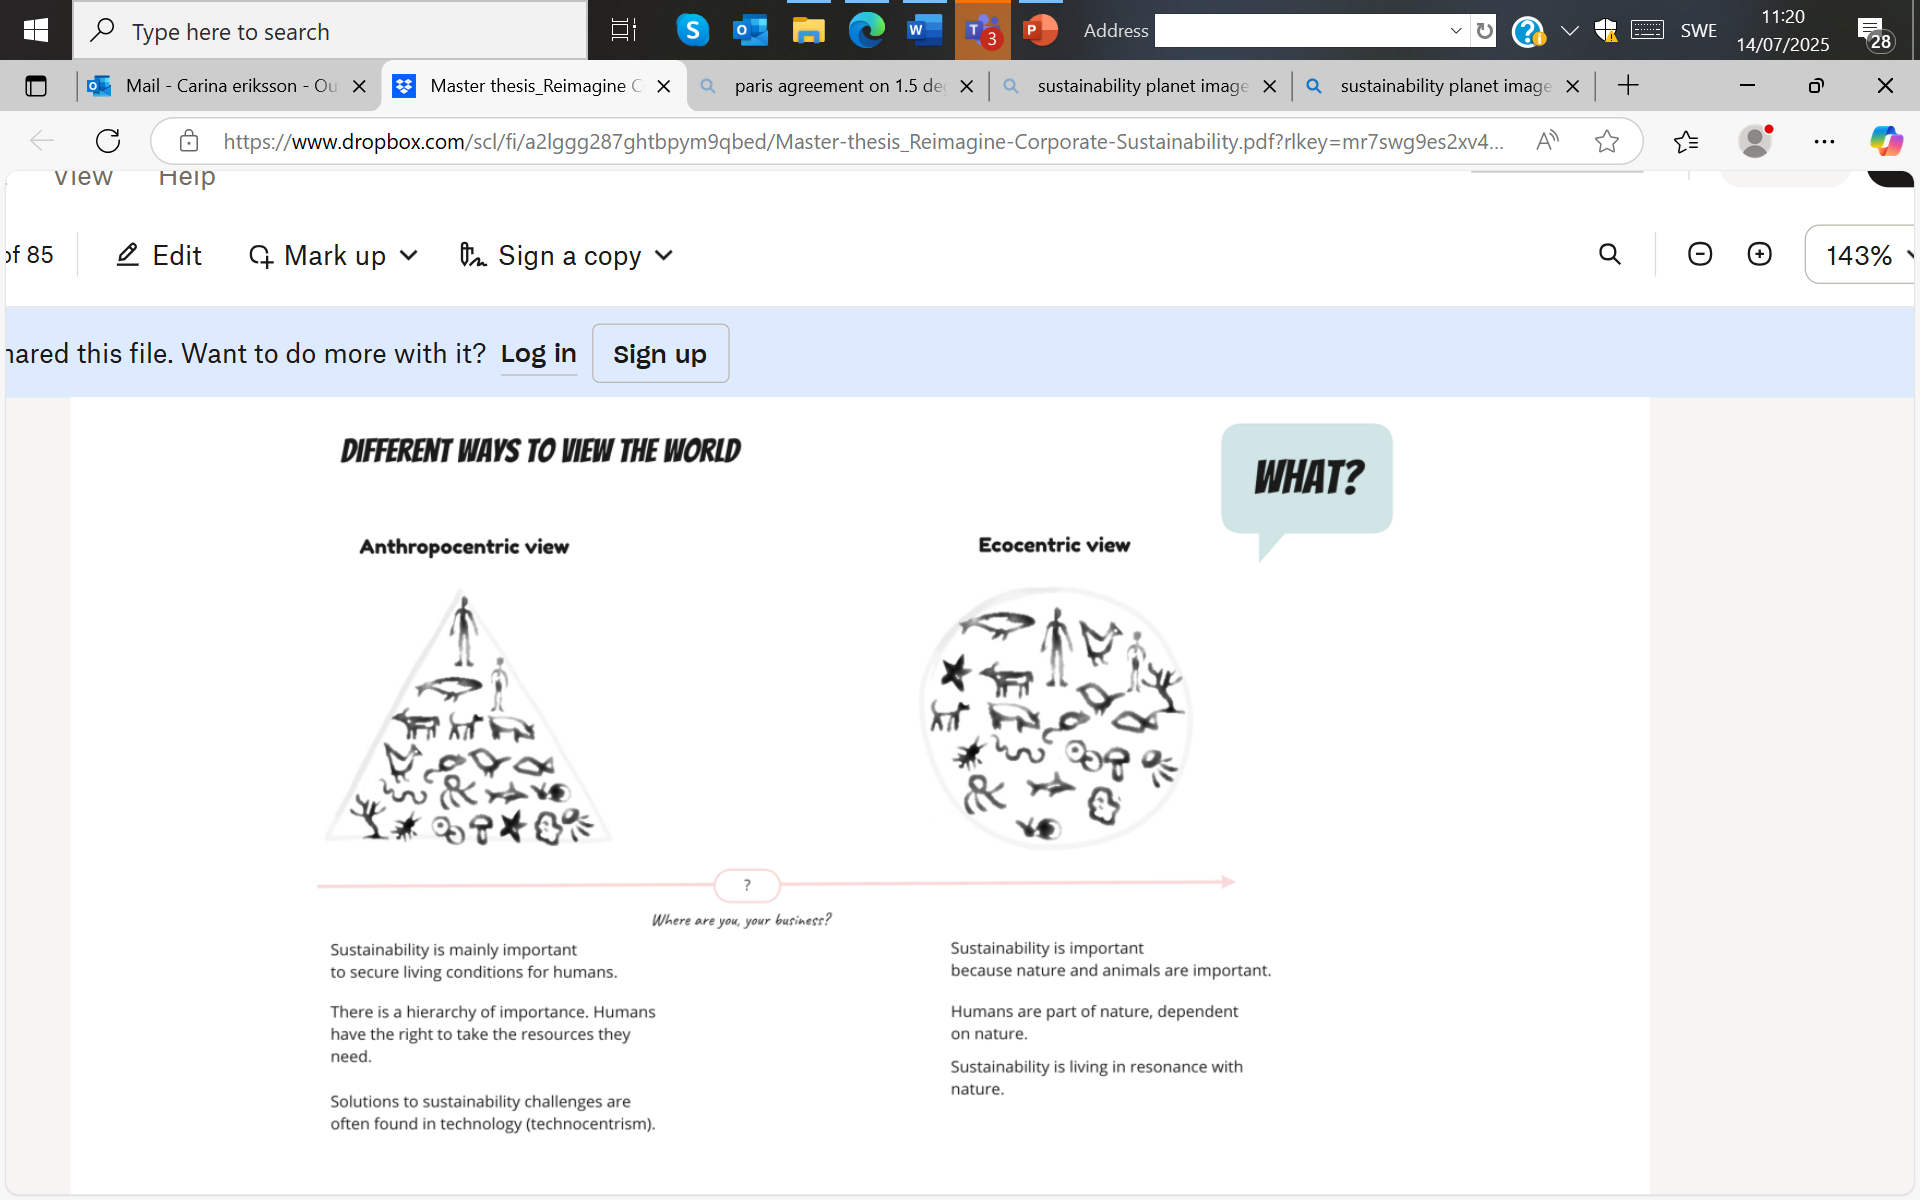 Type here to search
S
W
T 3
P
Address
SWE
11:20
14/07/2025
28
Mail - Carina eriksson - Ou
Master thesis_Reimagine C
paris agreement on 1.5 de
sustainability planet image
sustainability planet image
https://www.dropbox.com/scl/fi/a2lggg287ghtbpym9qbed/Master-thesis_Reimagine-Corporate-Sustainability.pdf?rlkey=mr7swg9es2xv4...
View Help
of 85
Edit
Mark up
Sign a copy
143%
hared this file. Want to do more with it? Log in Sign up
DIFFERENT WAYS TO VIEW THE WORLD
WHAT?
Anthropocentric view
Ecocentric view
?
Where are you, your business?
Sustainability is mainly important
to secure living conditions for humans.
There is a hierarchy of importance. Humans
have the right to take the resources they
need.
Solutions to sustainability challenges are
often found in technology (technocentrism).
Sustainability is important
because nature and animals are important.
Humans are part of nature, dependent
on nature.
Sustainability is living in resonance with
nature.